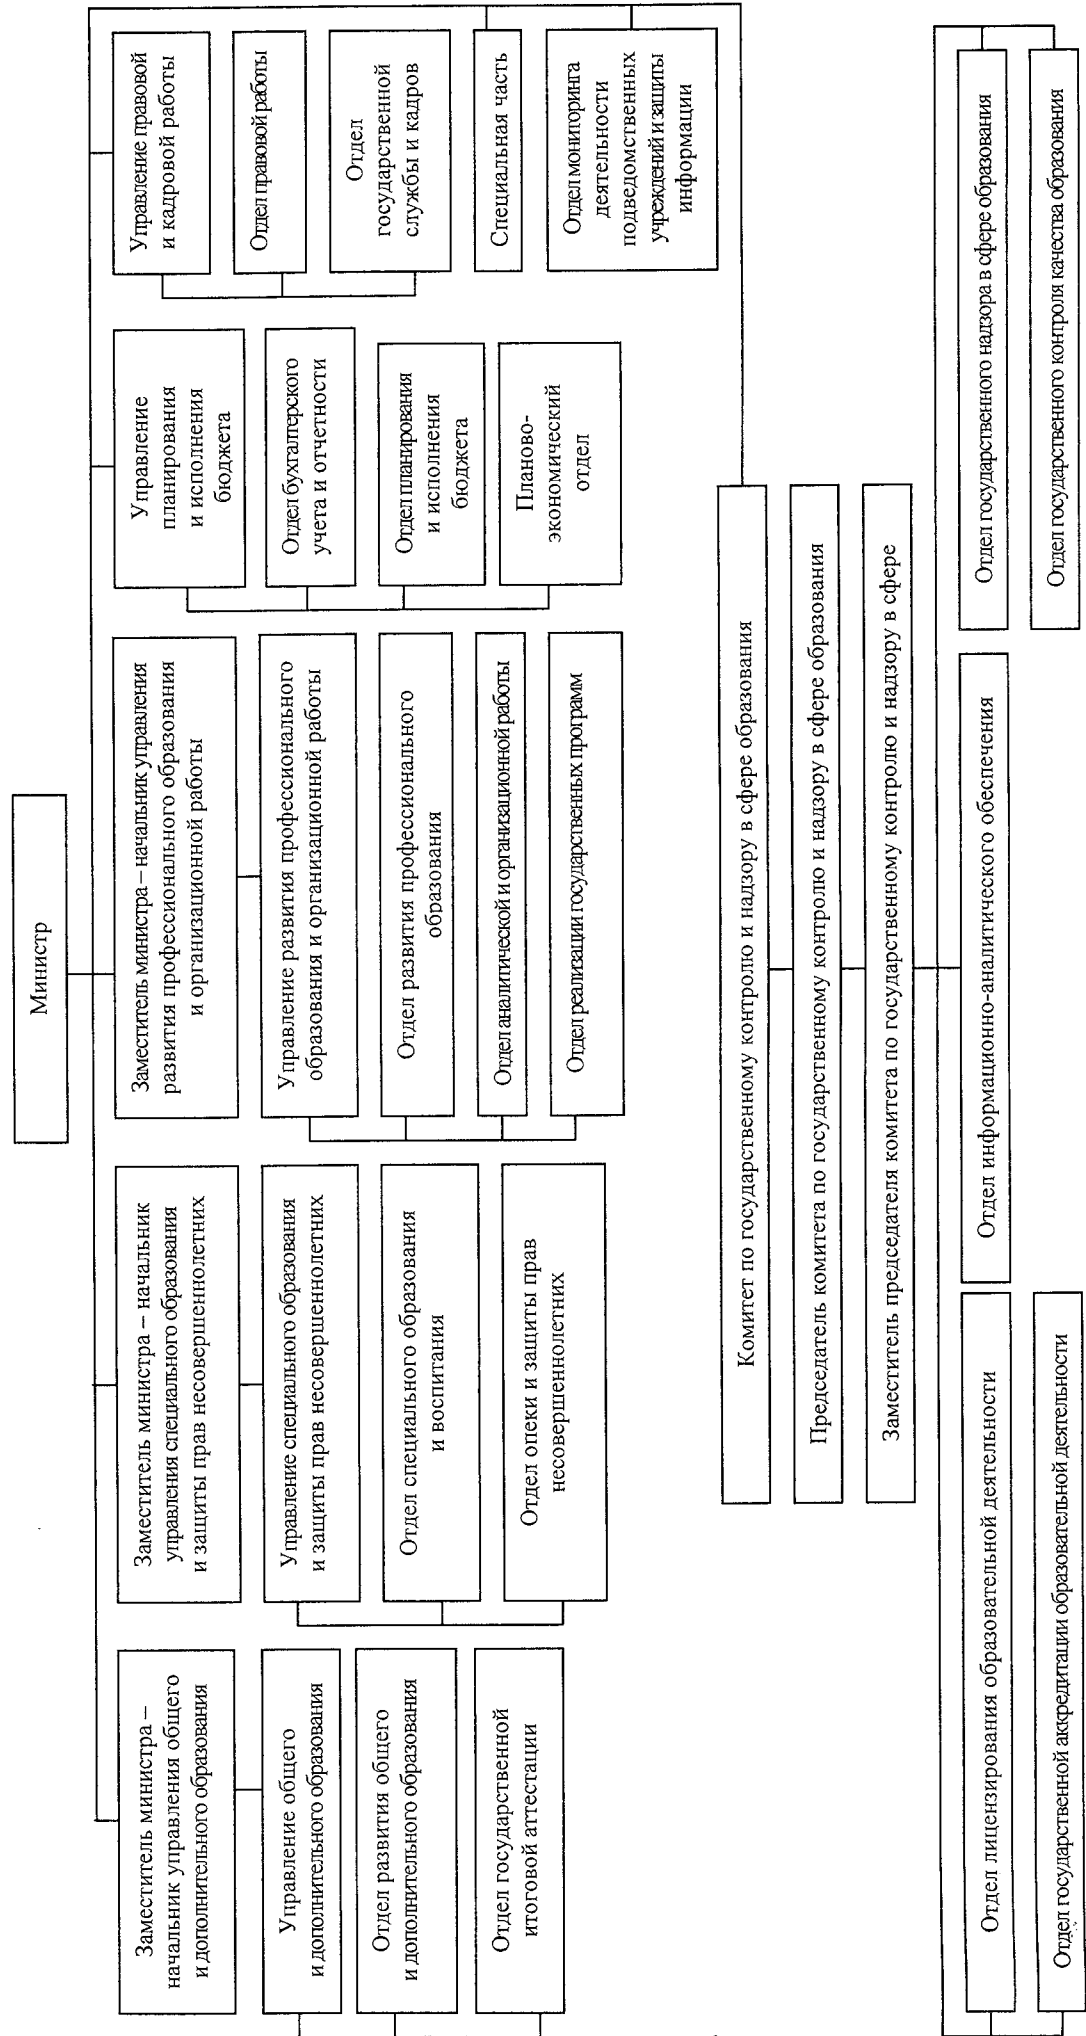 Министр
Заместитель министра –
начальник управления общего
и дополнительного образования
Управление общего
и дополнительного образования
Отдел развития общего
и дополнительного образования
Отдел государственной
итоговой аттестации
Заместитель министра – начальник
управления специального образования
и защиты прав несовершеннолетних
Управление специального образования
и защиты прав несовершеннолетних
Отдел специального образования
и воспитания
Отдел опеки и защиты прав
несовершеннолетних
Заместитель министра – начальник управления
развития профессионального образования
и организационной работы
Управление развития профессионального
образования и организационной работы
Отдел развития профессионального
образования
Отдел аналитической и организационной работы
Отдел реализации государственных программ
Управление
планирования
и исполнения
бюджета
Отдел бухгалтерского
учета и отчетности
Отдел планирования
и исполнения
бюджета
Планово-
экономический
отдел
Управление правовой
и кадровой работы
Отдел правовой работы
Отдел
государственной
службы и кадров
Специальная часть
Отдел мониторинга
деятельности
подведомственных
учреждений и защиты
информации
Комитет по государственному контролю и надзору в сфере образования
Председатель комитета по государственному контролю и надзору в сфере образования
Заместитель председателя комитета по государственному контролю и надзору в сфере
Отдел лицензирования образовательной деятельности
Отдел государственной аккредитации образовательной деятельности
Отдел информационно-аналитического обеспечения
Отдел государственного надзора в сфере образования
Отдел государственного контроля качества образования